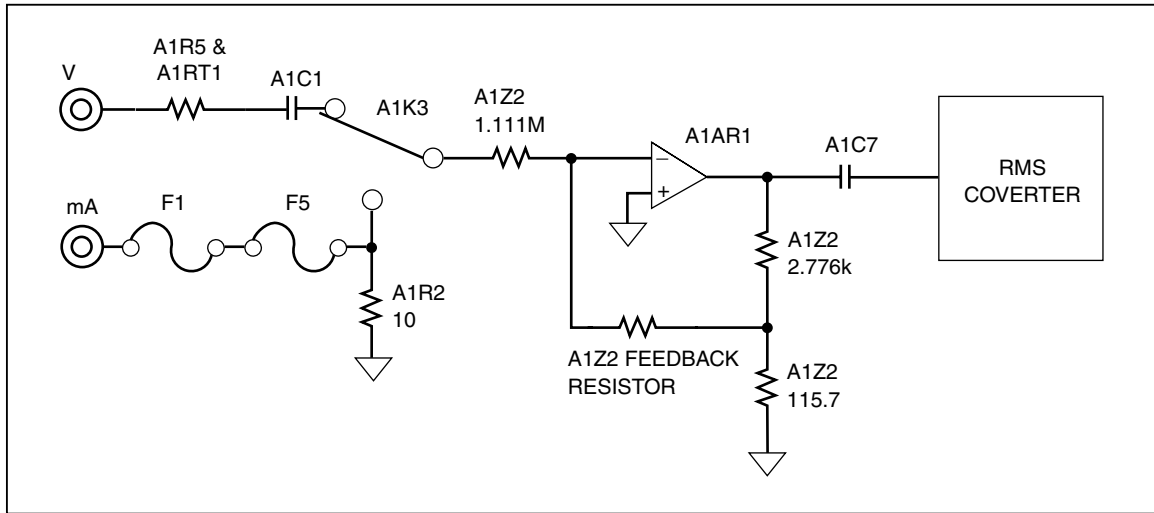 V
A1R5 &
A1RT1
A1C1
A1K3
A1Z2
1.111M
A1AR1
–
+
A1C7
RMS
COVERTER
mA
F1
F5
A1R2
10
A1Z2
2.776k
A1Z2 FEEDBACK
RESISTOR
A1Z2
115.7